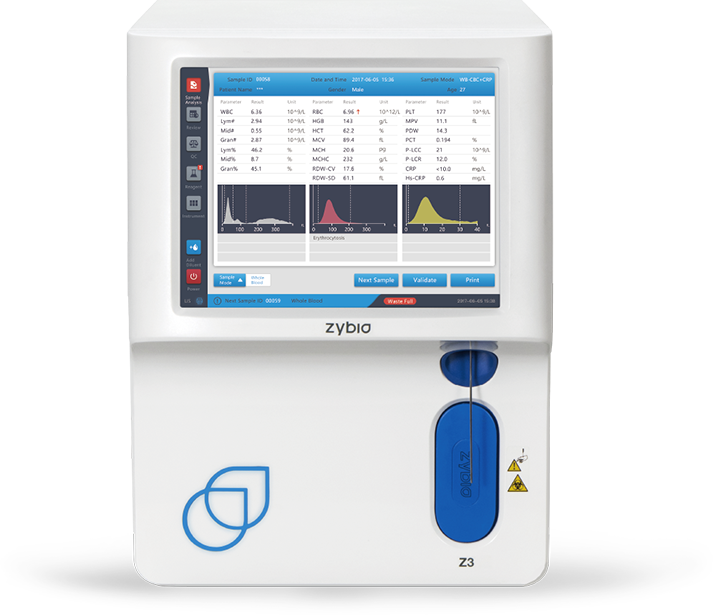 Sample ID 00058 Date and Time 2017-06-05 15:36 Sample Mode WB-CBC+CRP
Patient Name *** Gender Male Age 27
Parameter Result Unit Parameter Result Unit Parameter Result Unit
WBC 6.36 10^9/L RBC 6.96 ↑ 10^12/L PLT 177 10^9/L
Lym# 2.94 10^9/L HGB 143 g/L MPV 11.1 fL
Mid# 0.55 10^9/L HCT 62.2 % PDW 14.3
Gran# 2.87 10^9/L MCV 89.4 fL PCT 0.194 %
Lym% 46.2 % MCH 20.6 Pg P-LCC 21 10^9/L
Mid% 8.7 % MCHC 232 g/L P-LCR 12.0 %
Gran% 45.1 % RDW-CV 17.6 % CRP <10.0 mg/L
RDW-SD 61.1 fL Hs-CRP 0.6 mg/L
Sample
Analysis
Review
QC
Reagent
Instrument
Add
Diluent
Power
100 200 300 100 200 300 10 20 30 40
Erythrocytosis
Sample
Mode
Whole
Blood
Next Sample Validate Print
Next Sample ID 00059 Whole Blood Waste Full 2017-06-05 15:36
zybio
zybio
Z3